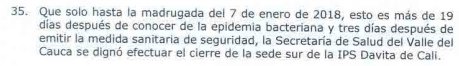 35. Que solo hasta la madrugada del 7 de enero de 2018, esto es más de 19
días después de conocer de la epidemia bacteriana y tres días después de
emitir la medida sanitaria de seguridad, la Secretaría de Salud del Valle del
Cauca se dignó efectuar el cierre de la sede sur de la IPS Davita de Cali.